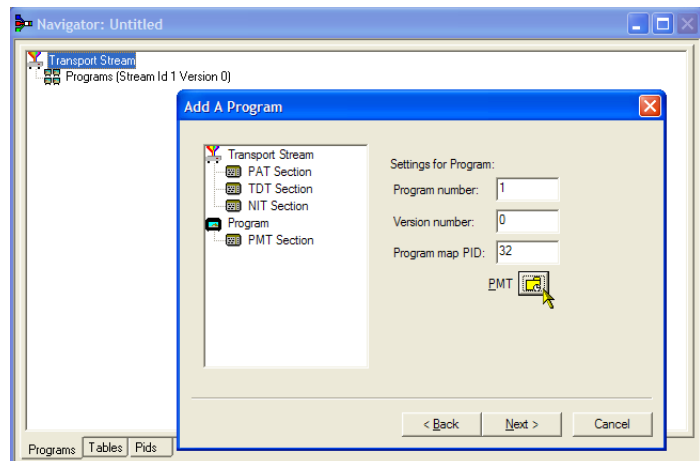 Navigator: Untitled
Transport Stream
Programs (Stream Id 1 Version 0)
Add A Program
Transport Stream
PAT Section
TDT Section
NIT Section
Program
PMT Section
Settings for Program:
Program number: 1
Version number: 0
Program map PID: 32
PMT
< Back Next > Cancel
Programs Tables Pids